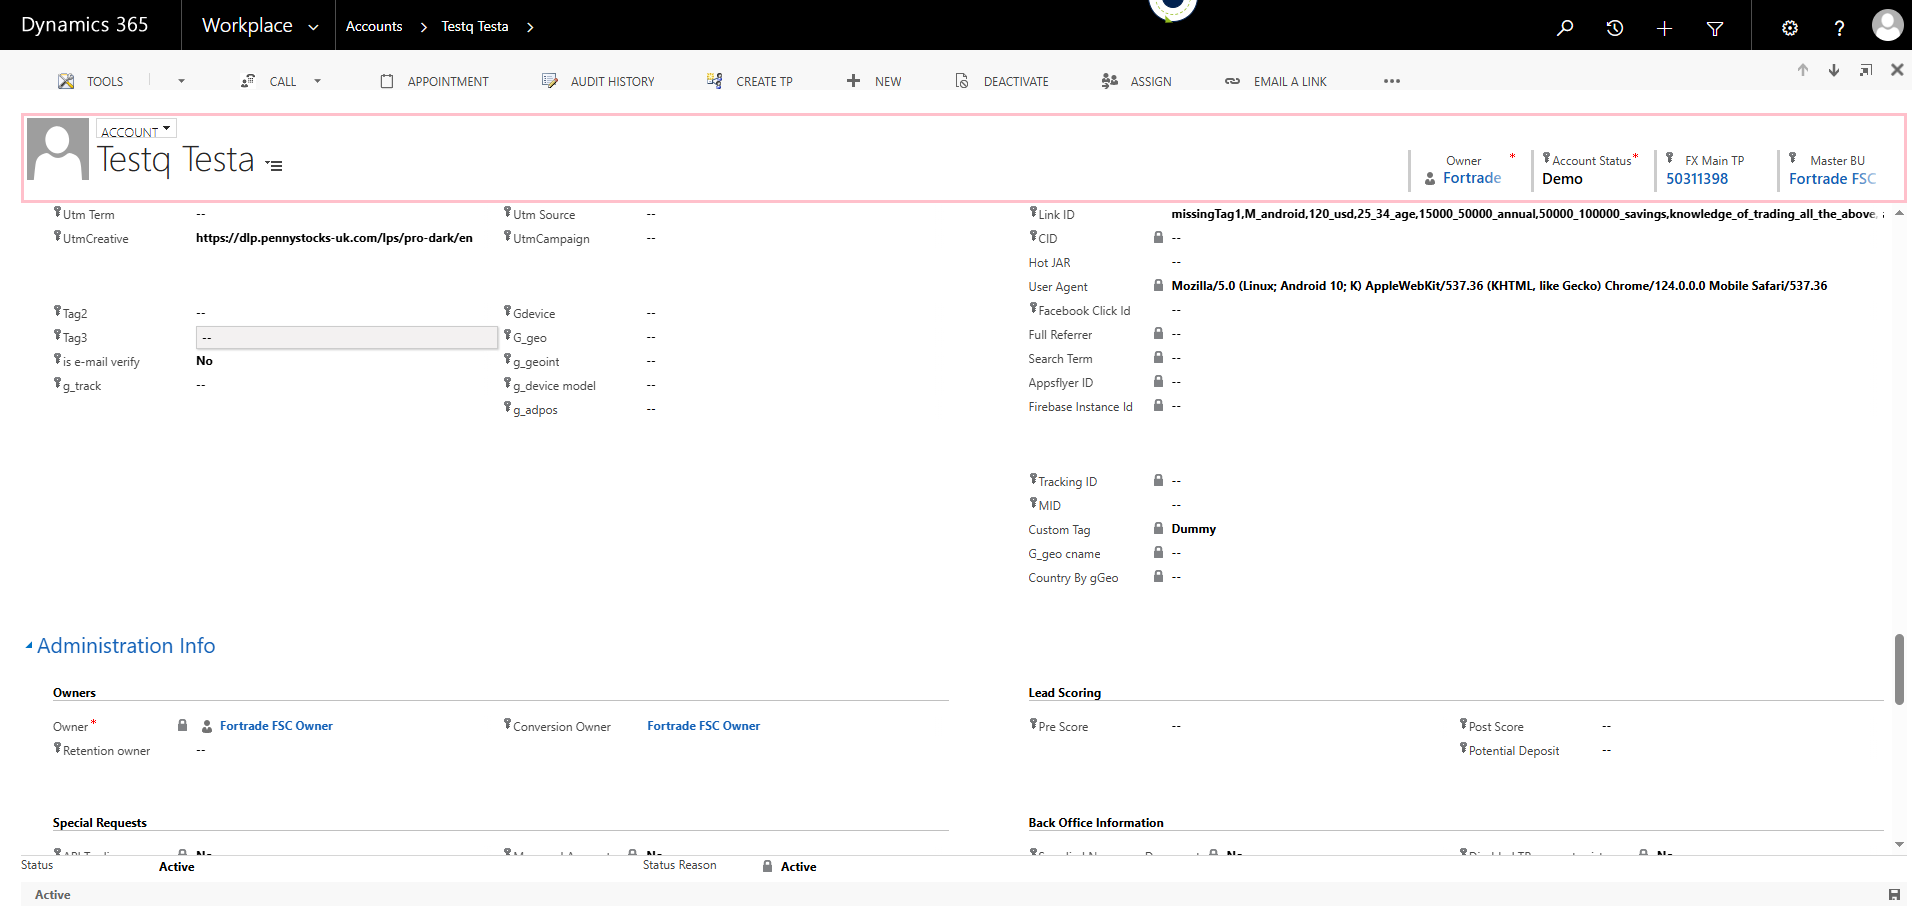 Dynamics 365 Workplace Accounts > Testq Testa >
TOOLS CALL APPOINTMENT AUDIT HISTORY CREATE TP NEW DEACTIVATE ASSIGN EMAIL A LINK ...
ACCOUNT
Testq Testa
Owner * Account Status* FX Main TP Master BU
Fortrade Demo 50311398 Fortrade FSC
Utm Term -- Utm Source -- Link ID missingTag1,M_android,120_usd,25_34_age,15000_50000_annual,50000_100000_savings,knowledge_of_trading_all_the_above,
UtmCreative https://dlp.pennystocks-uk.com/lps/pro-dark/en UtmCampaign -- CID --
Hot JAR --
User Agent Mozilla/5.0 (Linux; Android 10; K) AppleWebKit/537.36 (KHTML, like Gecko) Chrome/124.0.0.0 Mobile Safari/537.36
Tag2 -- Gdevice -- Facebook Click Id --
Tag3 -- G_geo -- Full Referrer --
is e-mail verify No g_geoint -- Search Term --
g_track -- g_device model -- Appsflyer ID --
g_adpos -- Firebase Instance Id --
Tracking ID --
MID --
Custom Tag Dummy
G_geo cname --
Country By gGeo --
Administration Info
Owners Lead Scoring
Owner* Fortrade FSC Owner Conversion Owner Fortrade FSC Owner Pre Score -- Post Score --
Retention owner -- Potential Deposit --
Special Requests Back Office Information
No No No No
Status Active Status Reason Active
Active